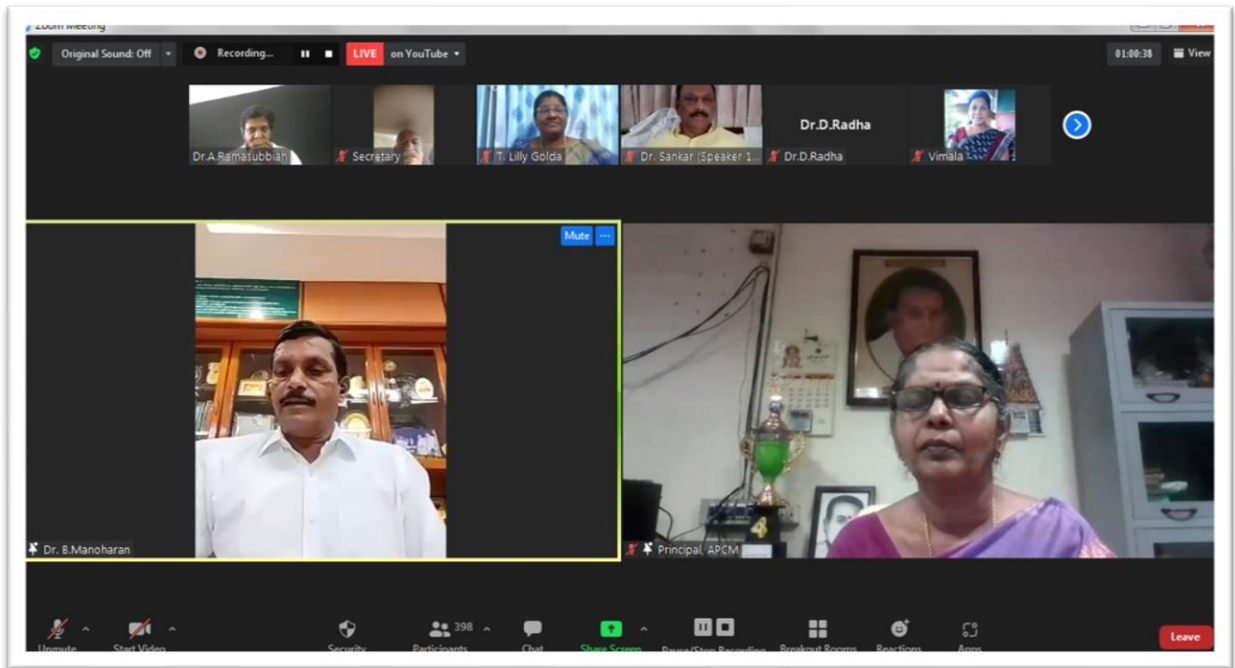 Zoom Meeting
Original Sound: Off
Recording...
LIVE on YouTube
01:00:38
View
Dr.A.Ramasubbian
Secretary
T. Lilly Golda
Dr. Sankar (Speaker 1...
Dr.D.Radha
Dr.D.Radha
Vimala
Mute
...
Dr. B.Manoharan
Principal, APCM
4
Unmute
Start Video
Security
398
Participants
Chat
Share Screen
Pause/Stop Recording
Breakout Rooms
Reactions
Apps
Leave